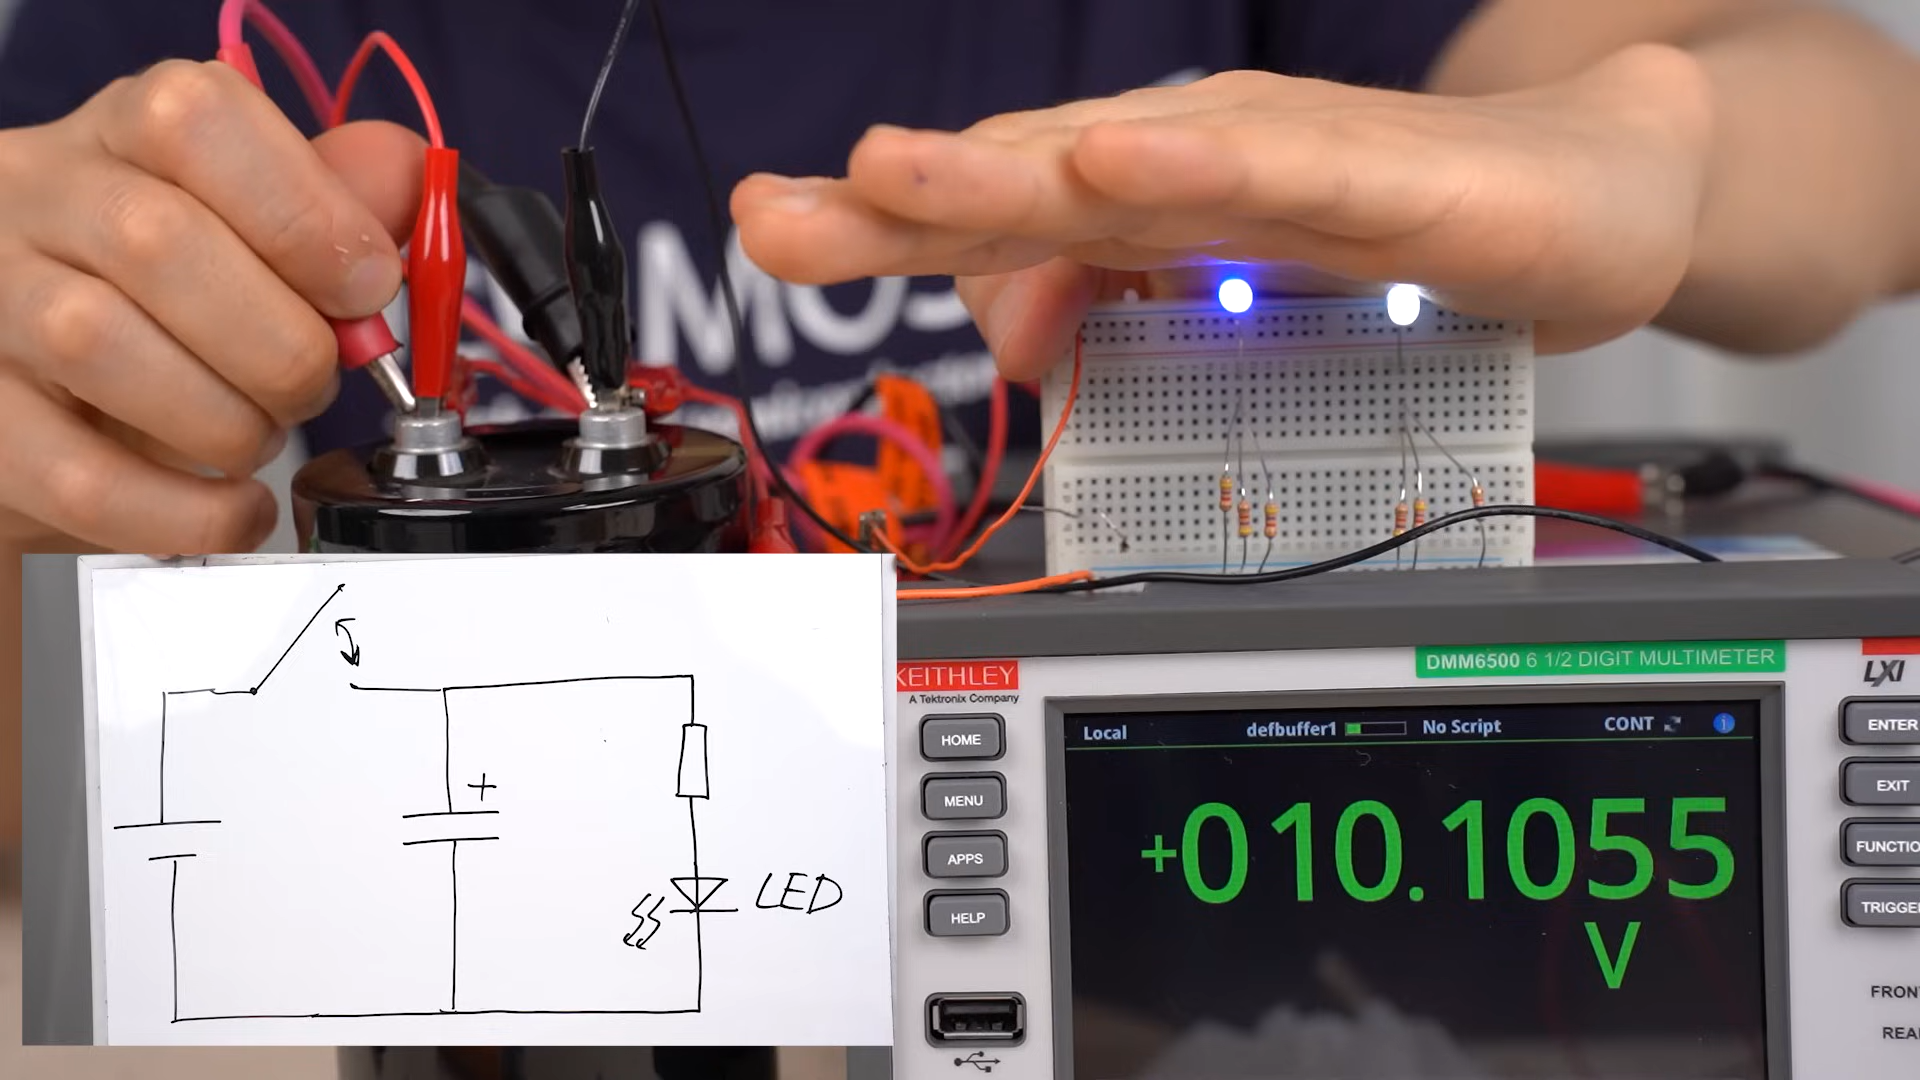 MOS
+
LED
KEITHLEY
A Tektronix Company
DMM6500 6 1/2 DIGIT MULTIMETER
LXI
HOME
MENU
APPS
HELP
Local
defbuffer1
No Script
CONT
i
+010.1055
V
ENTER
EXIT
FUNCTIO
TRIGGE
FRON
REA